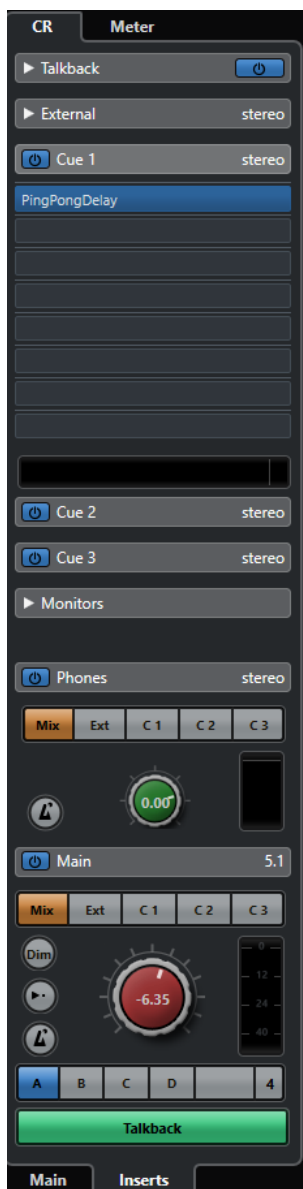 CR Meter
Talkback
External stereo
Cue 1 stereo
PingPongDelay
Cue 2 stereo
Cue 3 stereo
Monitors
Phones stereo
Mix Ext C 1 C 2 C 3
0.00
Main 5.1
Mix Ext C 1 C 2 C 3
Dim
0
12
-6.35
24
40
A B C D 4
Talkback
Main Inserts